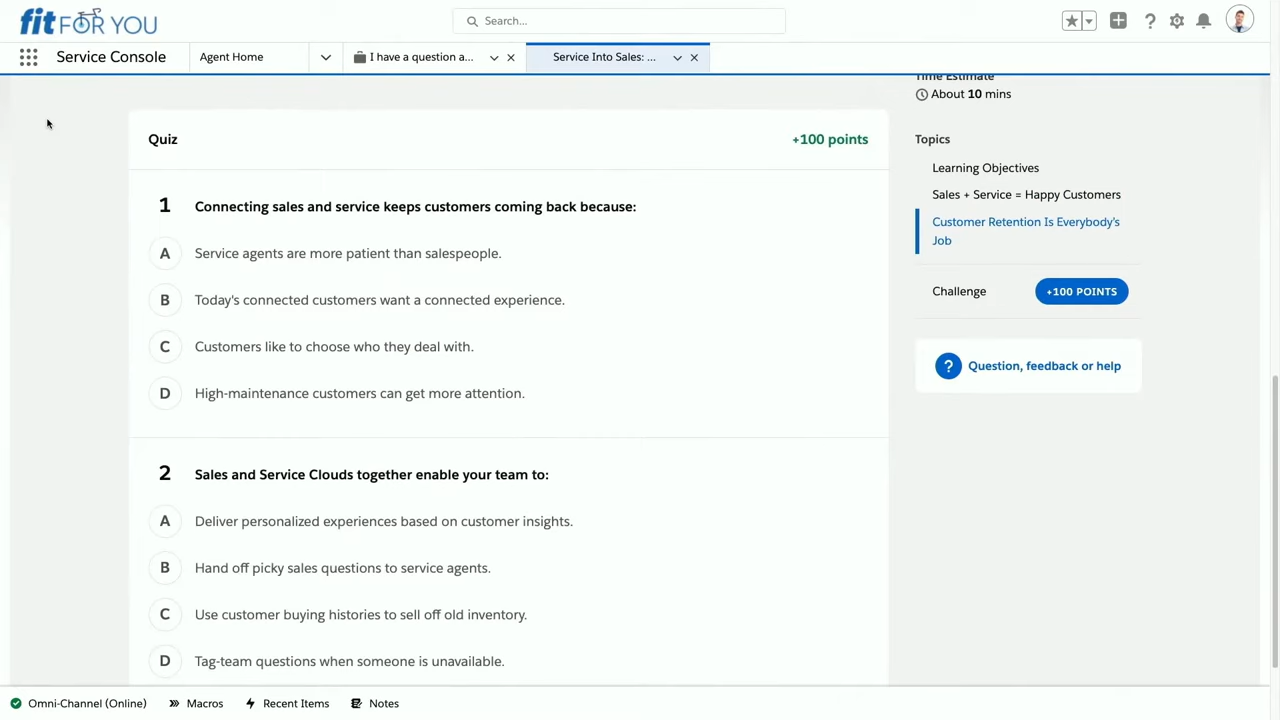 fit FOR YOU
Search...
Service Console
Agent Home
I have a question a...
Service Into Sales: ...
Time Estimate
About 10 mins
Quiz
+100 points
1 Connecting sales and service keeps customers coming back because:
A Service agents are more patient than salespeople.
B Today's connected customers want a connected experience.
C Customers like to choose who they deal with.
D High-maintenance customers can get more attention.
2 Sales and Service Clouds together enable your team to:
A Deliver personalized experiences based on customer insights.
B Hand off picky sales questions to service agents.
C Use customer buying histories to sell off old inventory.
D Tag-team questions when someone is unavailable.
Topics
Learning Objectives
Sales + Service = Happy Customers
Customer Retention Is Everybody's
Job
Challenge
+100 POINTS
? Question, feedback or help
Omni-Channel (Online)
Macros
Recent Items
Notes